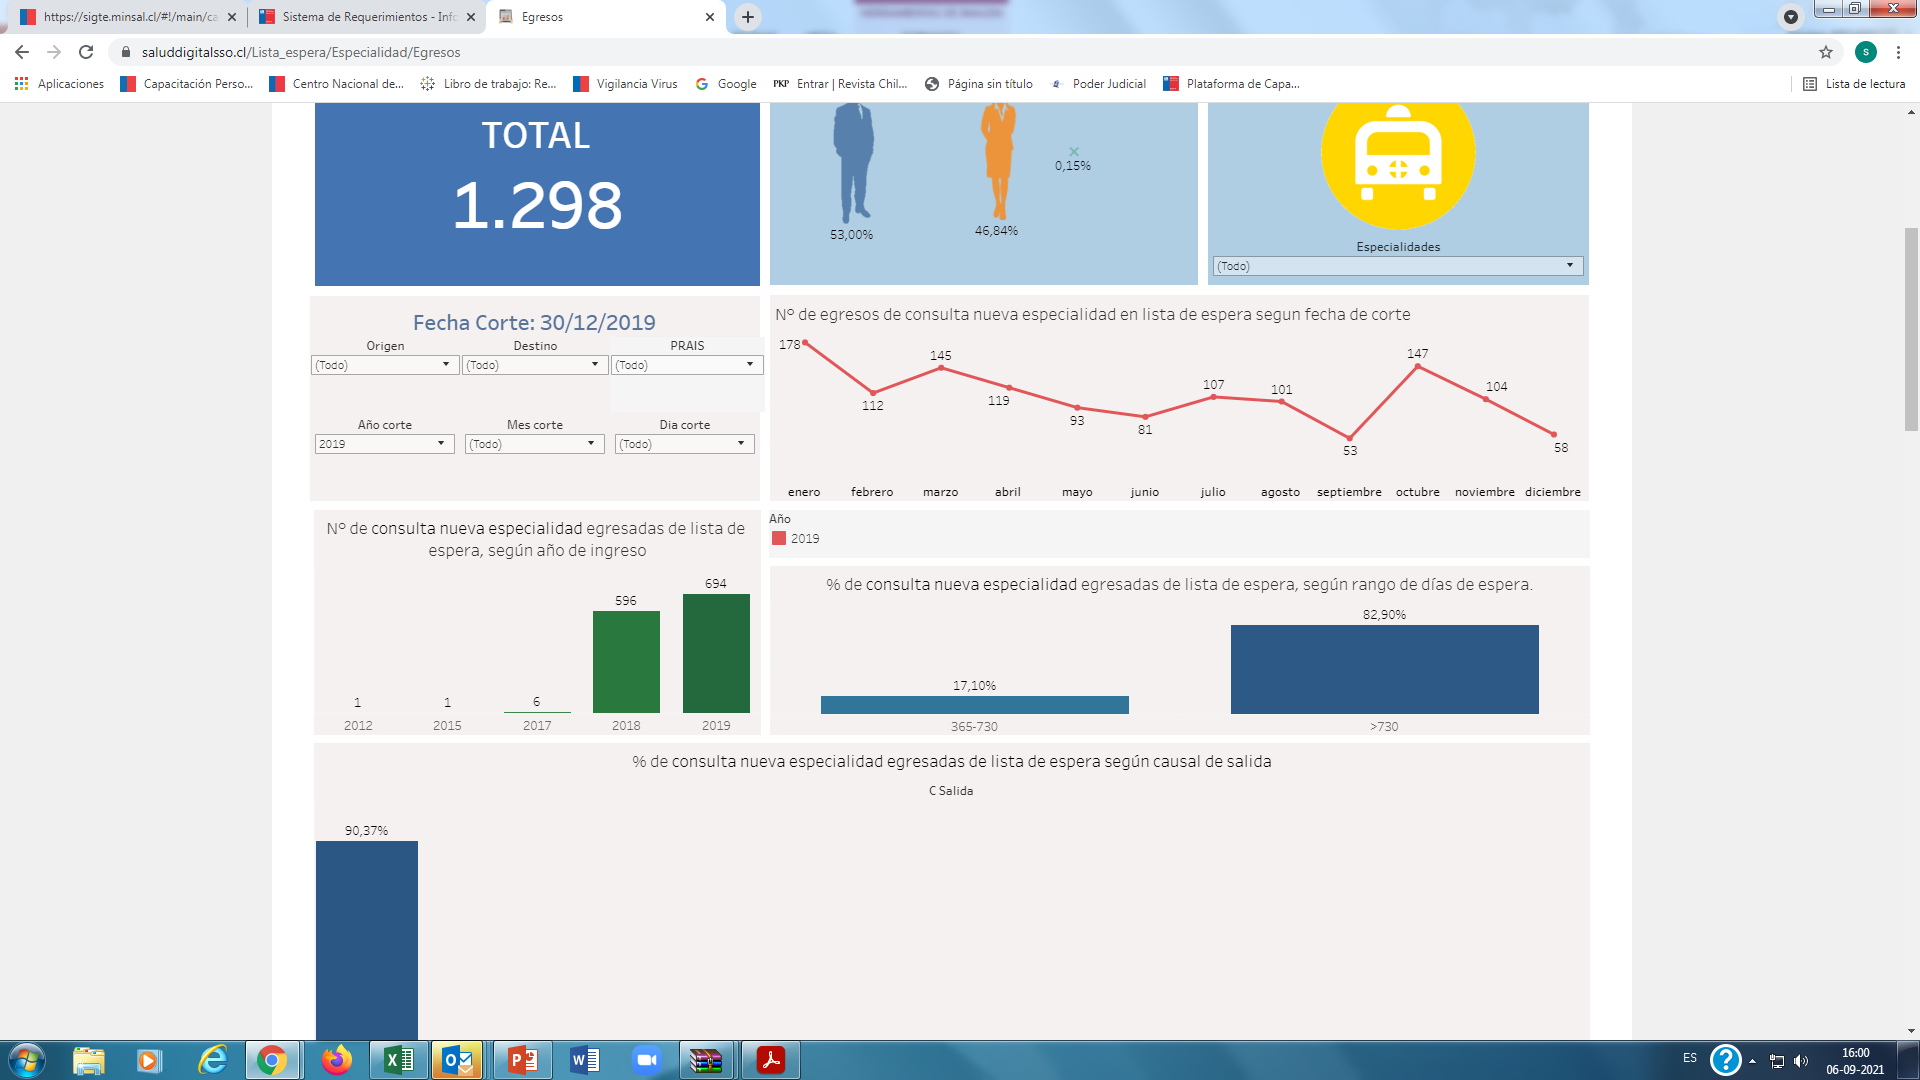 https://sigte.minsal.cl/#!/main/ca
Sistema de Requerimientos - Info
Egresos
saluddigitalsso.cl/Lista_espera/Especialidad/Egresos
s
Aplicaciones
Capacitación Perso...
Centro Nacional de...
Libro de trabajo: Re...
Vigilancia Virus
Google
PKP Entrar | Revista Chil...
Página sin título
Poder Judicial
Plataforma de Capa...
Lista de lectura
TOTAL
1.298
53,00%
46,84%
0,15%
Especialidades
(Todo)
Fecha Corte: 30/12/2019
Origen Destino PRAIS
(Todo) (Todo) (Todo)
Año corte Mes corte Dia corte
2019 (Todo) (Todo)
Nº de egresos de consulta nueva especialidad en lista de espera segun fecha de corte
178 112 145 119 93 81 107 101 53 147 104 58
enero febrero marzo abril mayo junio julio agosto septiembre octubre noviembre diciembre
Año
2019
Nº de consulta nueva especialidad egresadas de lista de
espera, según año de ingreso
1 1 6 596 694
2012 2015 2017 2018 2019
% de consulta nueva especialidad egresadas de lista de espera, según rango de días de espera.
17,10% 82,90%
365-730 >730
% de consulta nueva especialidad egresadas de lista de espera según causal de salida
C Salida
90,37%
ES
16:00
06-09-2021